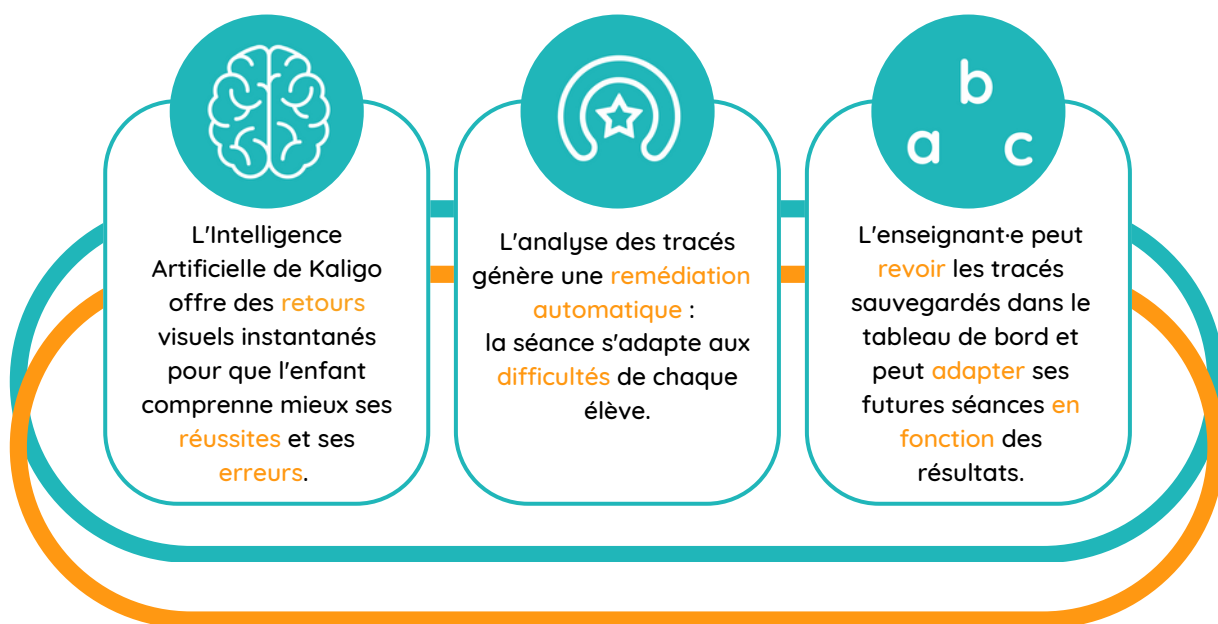 L'Intelligence
Artificielle de Kaligo
offre des retours
visuels instantanés
pour que l'enfant
comprenne mieux ses
réussites et ses
erreurs.
L'analyse des tracés
génère une remédiation
automatique :
la séance s'adapte aux
difficultés de chaque
élève.
b
a c
L'enseignant·e peut
revoir les tracés
sauvegardés dans le
tableau de bord et
peut adapter ses
futures séances en
fonction des
résultats.